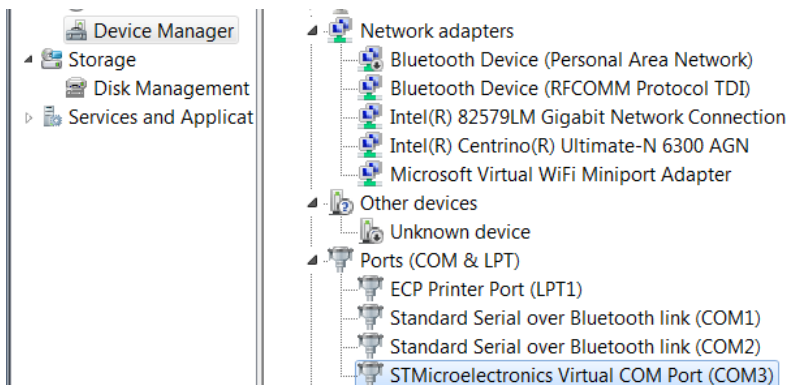 Device Manager
Storage
Disk Management
Services and Applicat
Network adapters
Bluetooth Device (Personal Area Network)
Bluetooth Device (RFCOMM Protocol TDI)
Intel(R) 82579LM Gigabit Network Connection
Intel(R) Centrino(R) Ultimate-N 6300 AGN
Microsoft Virtual WiFi Miniport Adapter
Other devices
Unknown device
Ports (COM & LPT)
ECP Printer Port (LPT1)
Standard Serial over Bluetooth link (COM1)
Standard Serial over Bluetooth link (COM2)
STMicroelectronics Virtual COM Port (COM3)